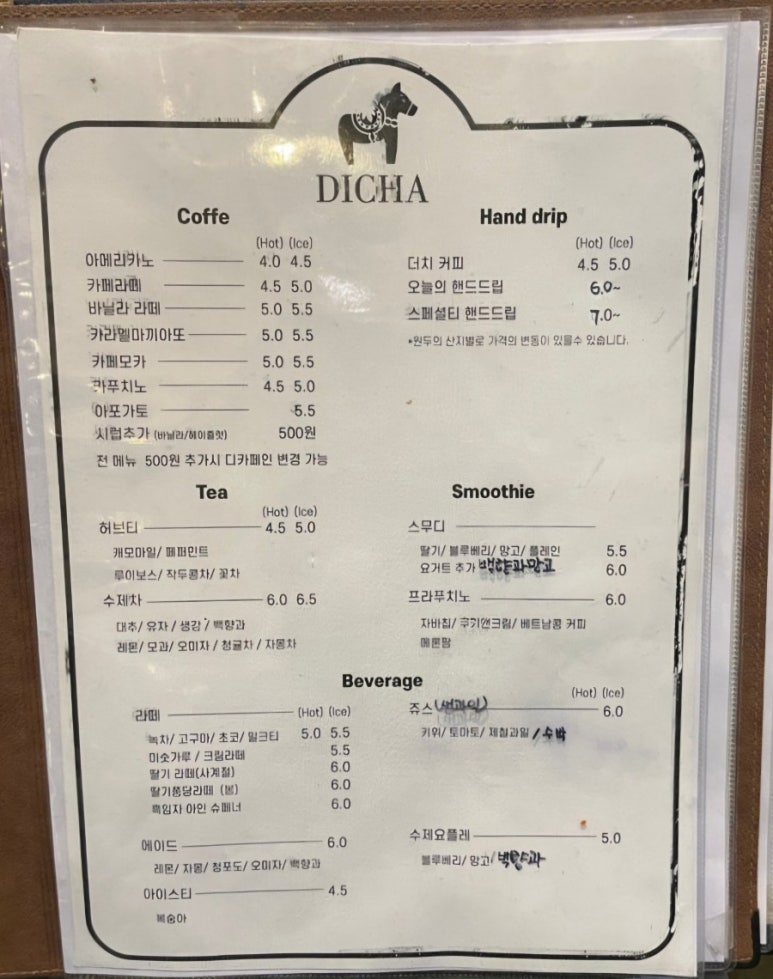 DICHA
Coffe
(Hot) (Ice)
아메리카노 4.0 4.5
카페라떼 4.5 5.0
바닐라 라떼 5.0 5.5
카라멜마끼아또 5.0 5.5
카페모카 5.0 5.5
카푸치노 4.5 5.0
아포가토 5.5
시럽추가 (바닐라/헤이즐럿) 500원
전 메뉴 500원 추가시 디카페인 변경 가능
Hand drip
(Hot) (Ice)
더치 커피 4.5 5.0
오늘의 핸드드립 6.0~
스페셜티 핸드드립 7.0~
*원두의 산지별로 가격의 변동이 있을수 있습니다.
Tea
(Hot) (Ice)
허브티 4.5 5.0
캐모마일/ 페퍼민트
루이보스/ 작두콩차/ 꽃차
수제차 6.0 6.5
대추/ 유자 / 생강 / 백향과
레몬/ 모과/ 오미자 / 청귤차 / 자몽차
Smoothie
스무디
딸기/ 블루베리/ 망고/ 플레인 5.5
요거트 추가 백향과망고 6.0
프라푸치노 6.0
자바칩/ 쿠키앤크림/ 베트남콩 커피
메론팜
Beverage
라떼 (Hot) (Ice)
녹차/ 고구마/ 초코/ 밀크티 5.0 5.5
미숫가루 / 크림라떼 5.5
딸기 라떼(사계절) 6.0
딸기퐁당라떼 (봄) 6.0
흑임자 아인 슈페너 6.0
에이드 6.0
레몬/ 자몽/ 청포도/ 오미자/ 백향과
아이스티 4.5
복숭아
(Hot) (Ice)
쥬스(생과일) 6.0
키위/ 토마토/ 제철과일 /수박
수제요플레 5.0
블루베리/ 망고/ 백향과